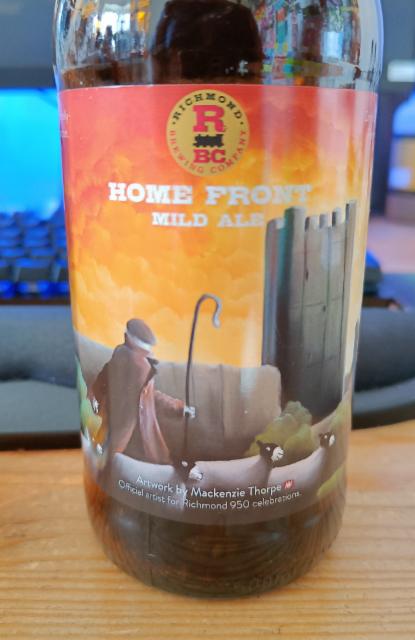 RICHMOND
R
BC
BREWING COMPANY
HOME FRONT
MILD ALE
Artwork by Mackenzie Thorpe
Official artist for Richmond 950 celebrations.